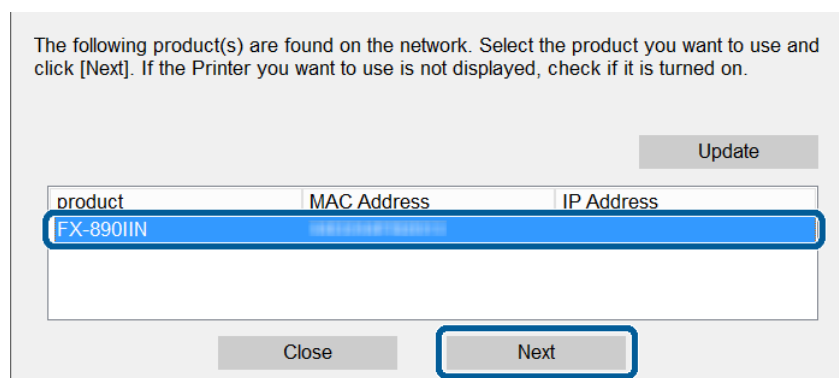 The following product(s) are found on the network. Select the product you want to use and
click [Next]. If the Printer you want to use is not displayed, check if it is turned on.
Update
product MAC Address IP Address
FX-890IIN
Close Next